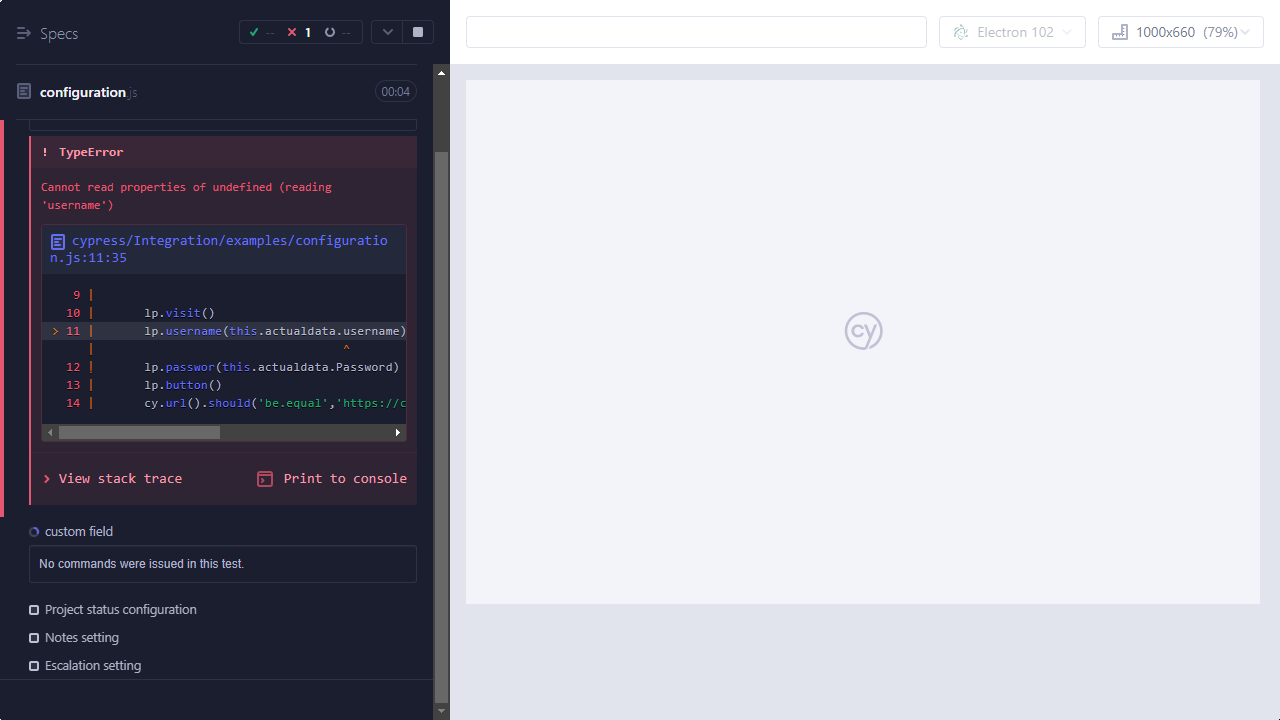 Specs
-- 1 --
Electron 102
1000x660 (79%)
configuration.js
00:04
! TypeError
Cannot read properties of undefined (reading
'username')
cypress/Integration/examples/configuratio
n.js:11:35
9 |
10 | lp.visit()
> 11 | lp.username(this.actualdata.username)
| ^
12 | lp.passwor(this.actualdata.Password)
13 | lp.button()
14 | cy.url().should('be.equal','https://c
View stack trace
Print to console
custom field
No commands were issued in this test.
Project status configuration
Notes setting
Escalation setting
cy